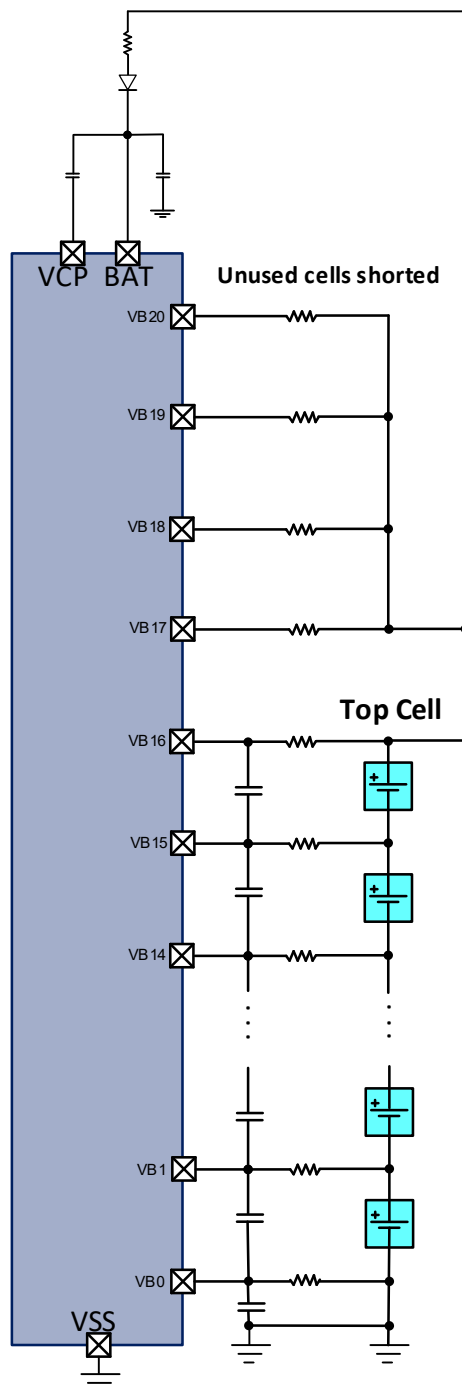 VCP BAT
Unused cells shorted
VB20
VB19
VB18
VB17
Top Cell
VB16
+
VB15
+
VB14
+
VB1
+
VB0
VSS